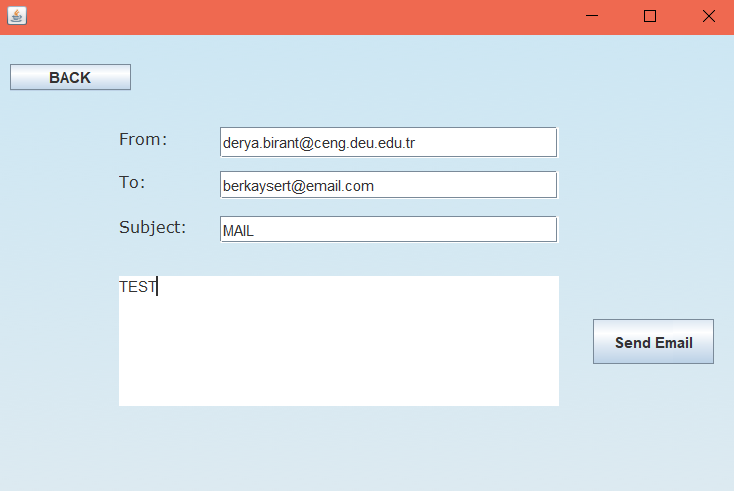 BACK
From: derya.birant@ceng.deu.edu.tr
To: berkaysert@email.com
Subject: MAIL
TEST
Send Email